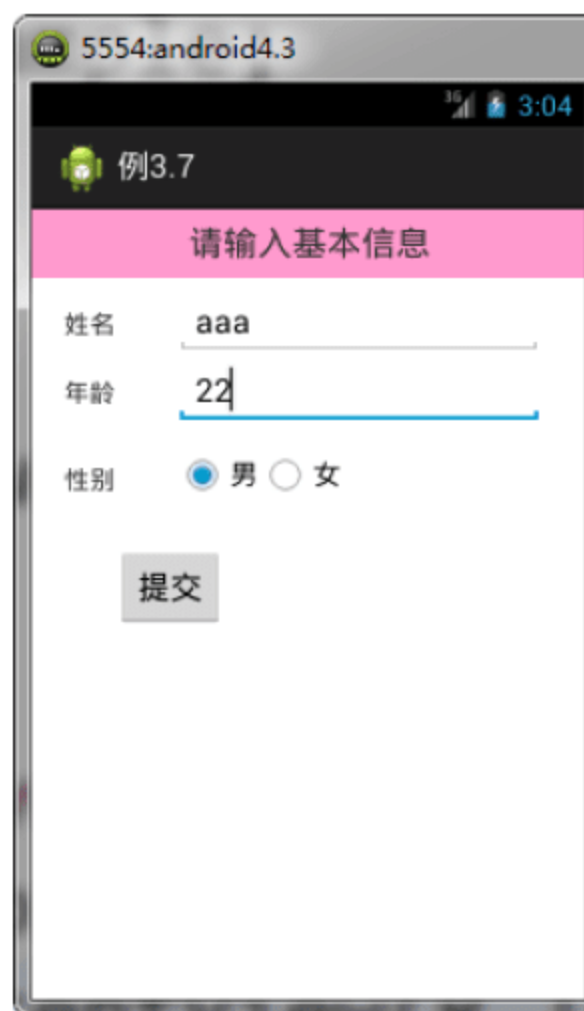 5554:android4.3
3G 3:04
例3.7
请输入基本信息
姓名 aaa
年龄 22
性别 男 女
提交